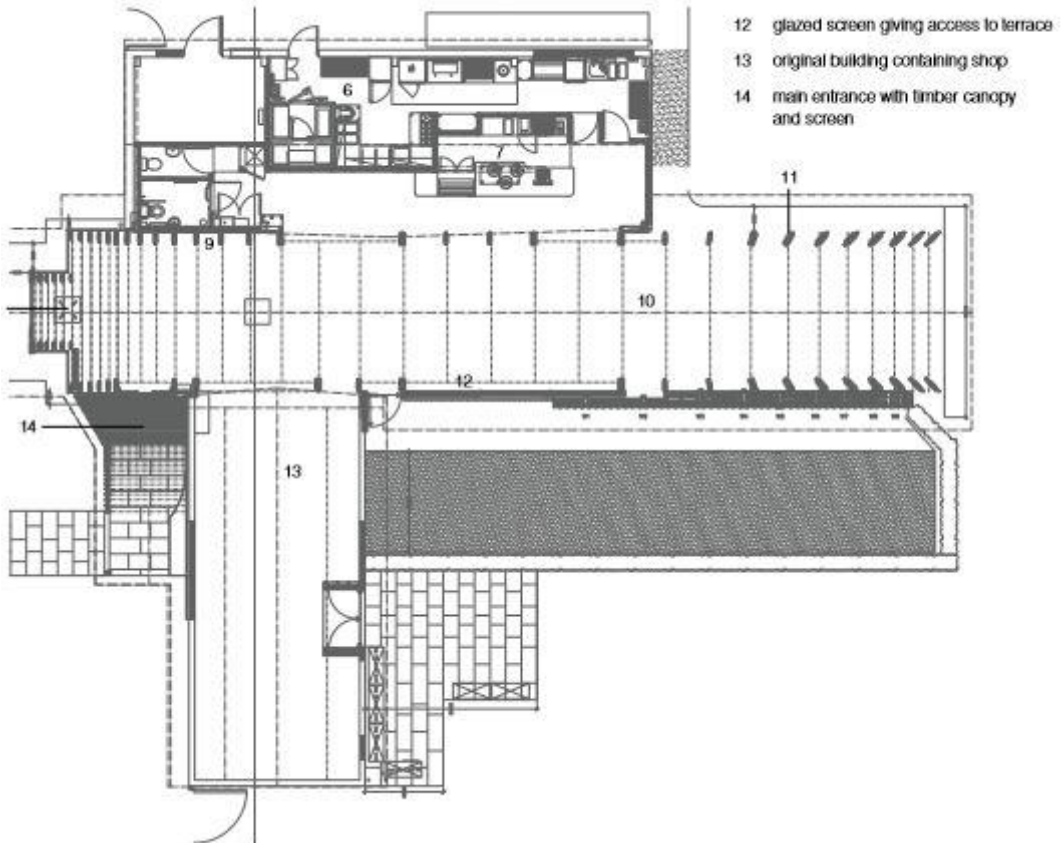 12 glazed screen giving access to terrace
13 original building containing shop
14 main entrance with timber canopy
and screen
6
7
11
9
10
12
14
13